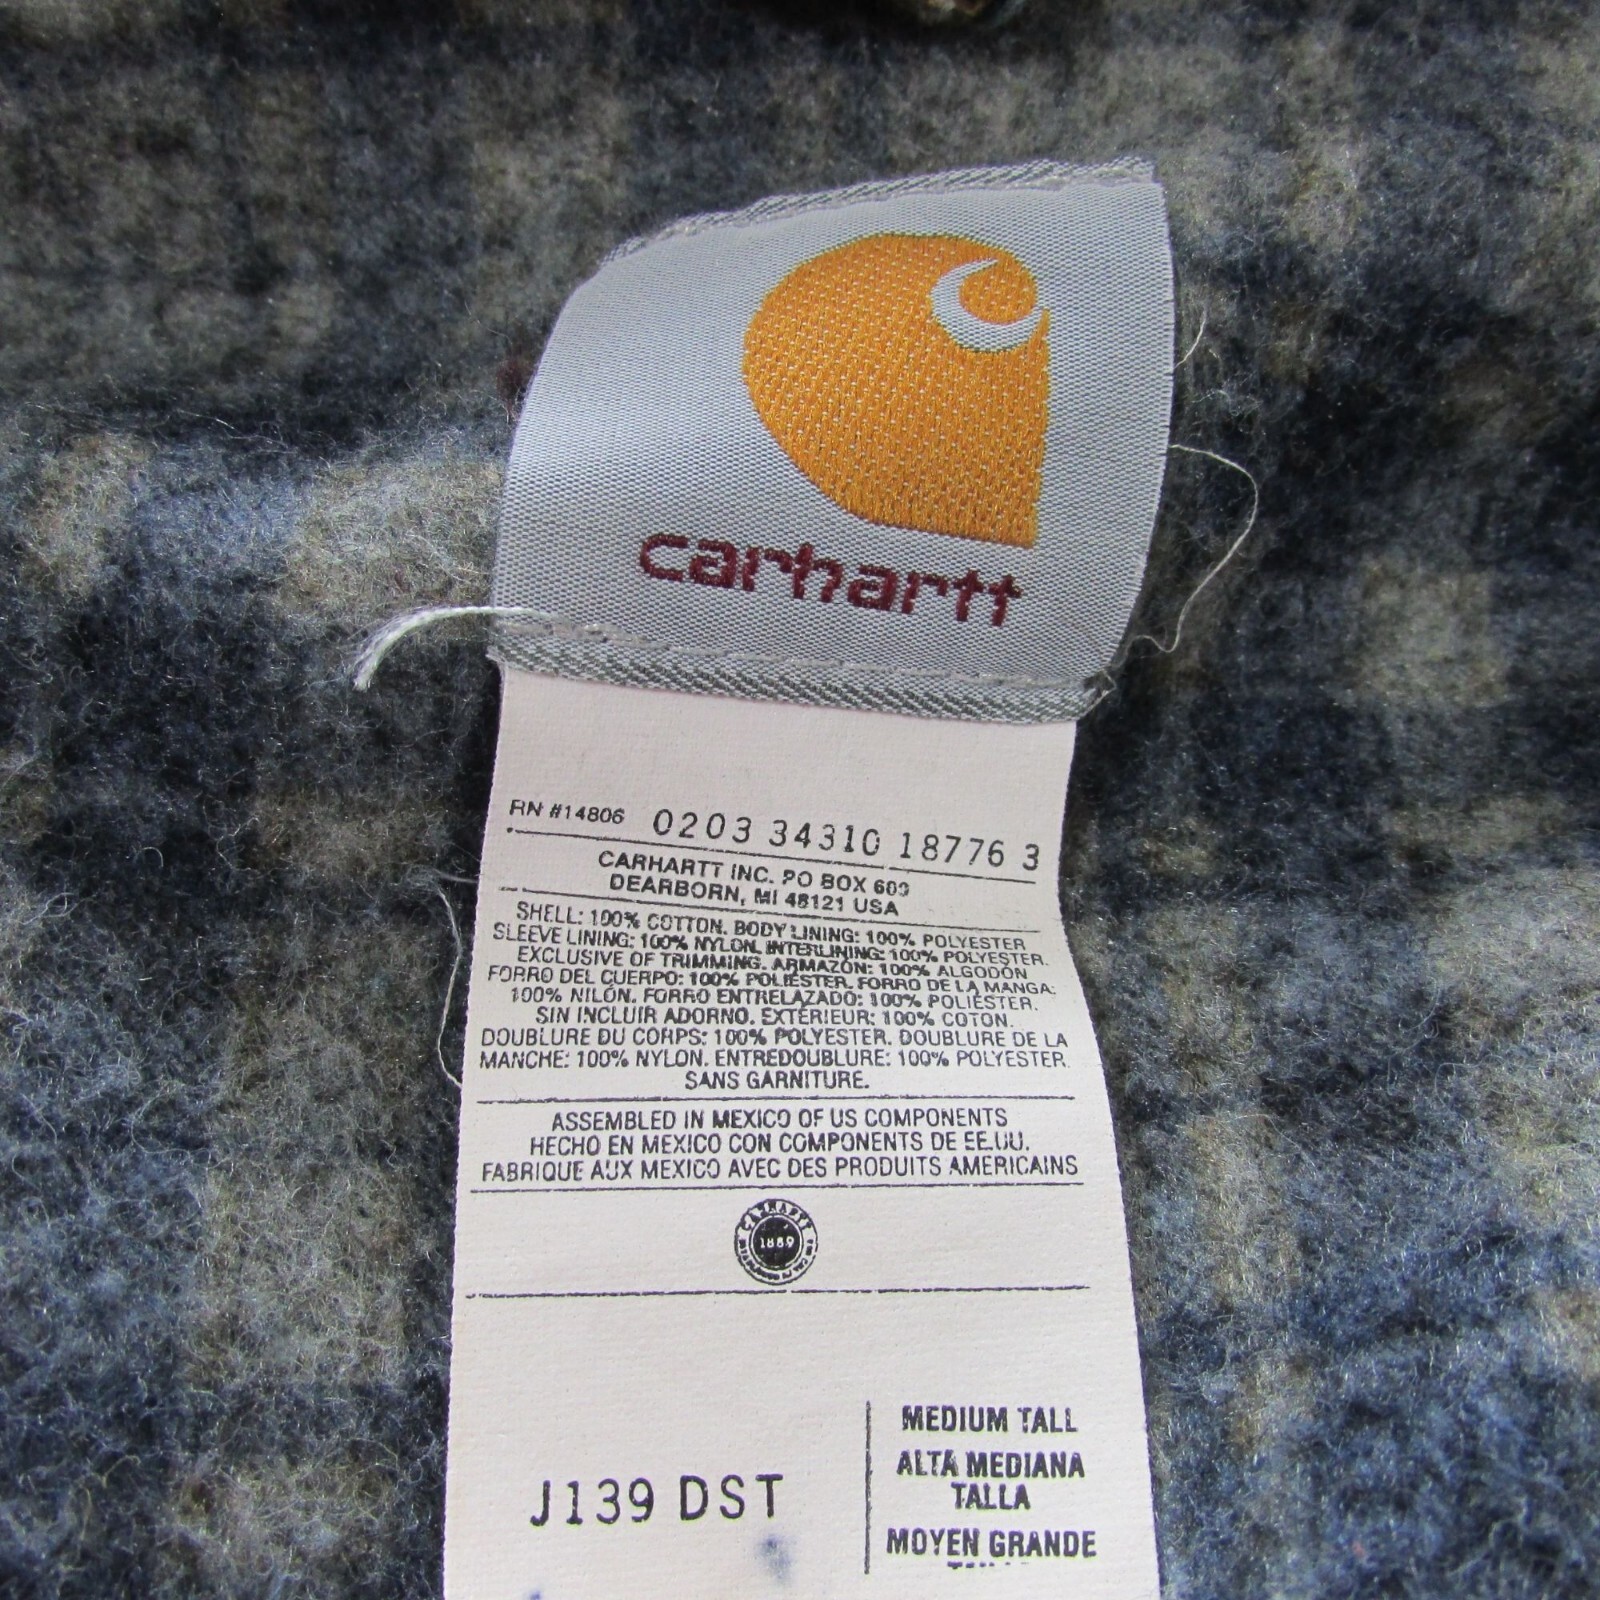 carhartt
RN #14806 0203 34310 18776 3
CARHARTT INC. PO BOX 600
DEARBORN, MI 48121 USA
SHELL: 100% COTTON. BODY LINING: 100% POLYESTER
SLEEVE LINING: 100% NYLON. INTERLINING: 100% POLYESTER.
EXCLUSIVE OF TRIMMING. ARMAZÓN: 100% ALGODÓN
FORRO DEL CUERPO: 100% POLIÉSTER. FORRO DE LA MANGA:
100% NILÓN. FORRO ENTRELAZADO: 100% POLIÉSTER.
SIN INCLUIR ADORNO. EXTÉRIEUR: 100% COTON.
DOUBLURE DU CORPS: 100% POLYESTER. DOUBLURE DE LA
MANCHE: 100% NYLON. ENTREDOUBLURE: 100% POLYESTER.
SANS GARNITURE.
ASSEMBLED IN MEXICO OF US COMPONENTS
HECHO EN MEXICO CON COMPONENTS DE EE.UU.
FABRIQUE AUX MEXICO AVEC DES PRODUITS AMERICAINS
CARHARTT
1889
J139 DST
MEDIUM TALL
ALTA MEDIANA
TALLA
MOYEN GRANDE